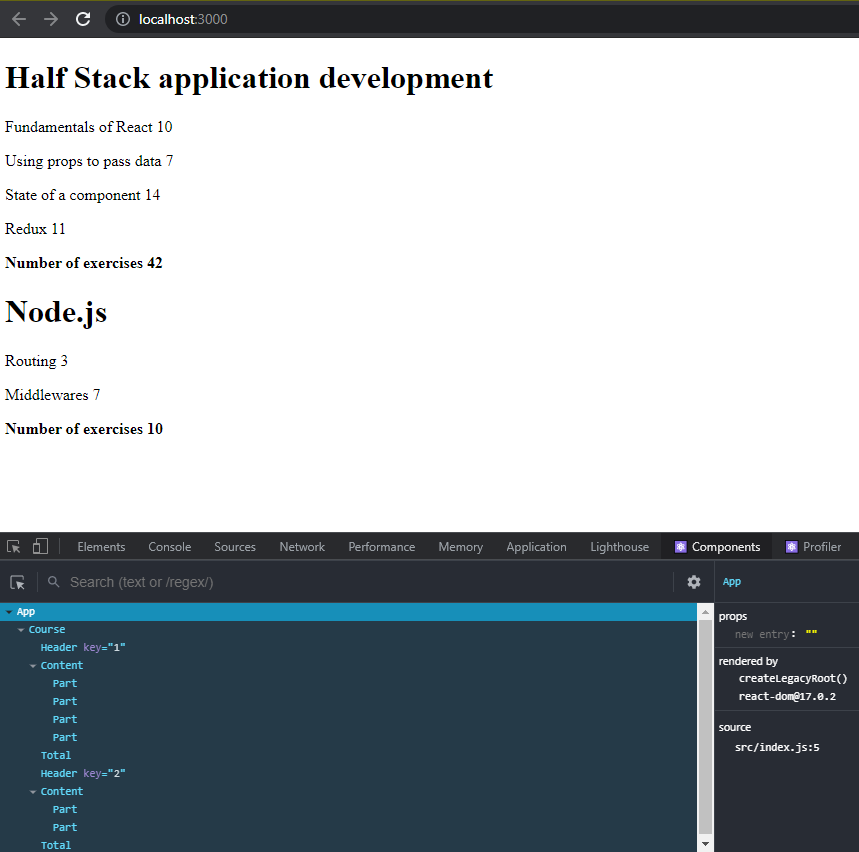 localhost:3000
Half Stack application development
Fundamentals of React 10
Using props to pass data 7
State of a component 14
Redux 11
Number of exercises 42
Node.js
Routing 3
Middlewares 7
Number of exercises 10
Elements Console Sources Network Performance Memory Application Lighthouse Components Profiler
Search (text or /regex/)
App
App
Course
Header key="1"
Content
Part
Part
Part
Part
Total
Header key="2"
Content
Part
Part
Total
props
new entry: ""
rendered by
createLegacyRoot()
react-dom@17.0.2
source
src/index.js:5